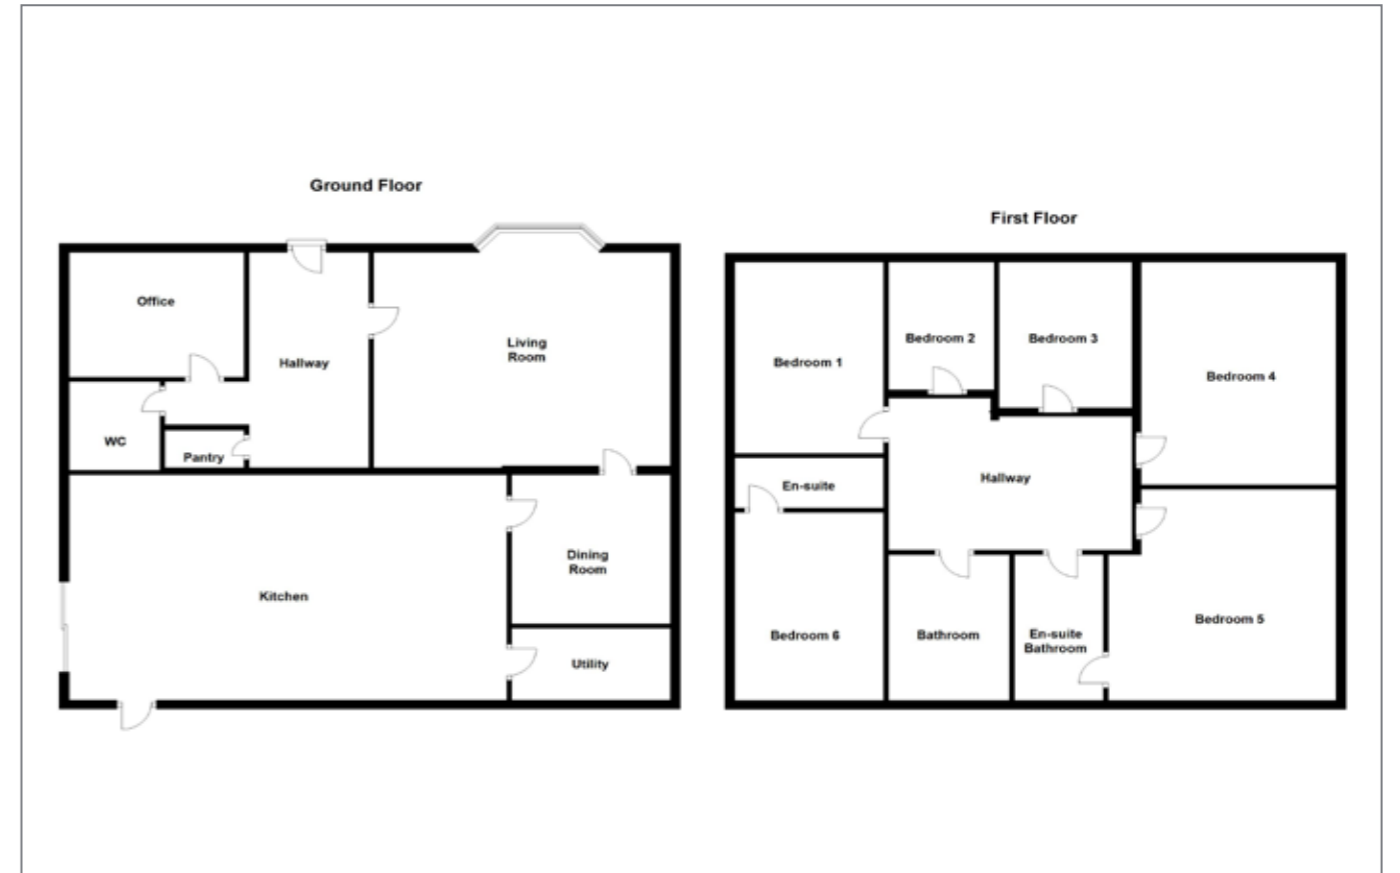 Ground Floor
Office
Hallway
Living
Room
WC
Pantry
Kitchen
Dining
Room
Utility
First Floor
Bedroom 1
Bedroom 2
Bedroom 3
Bedroom 4
En-suite
Hallway
Bedroom 6
Bathroom
En-suite
Bathroom
Bedroom 5